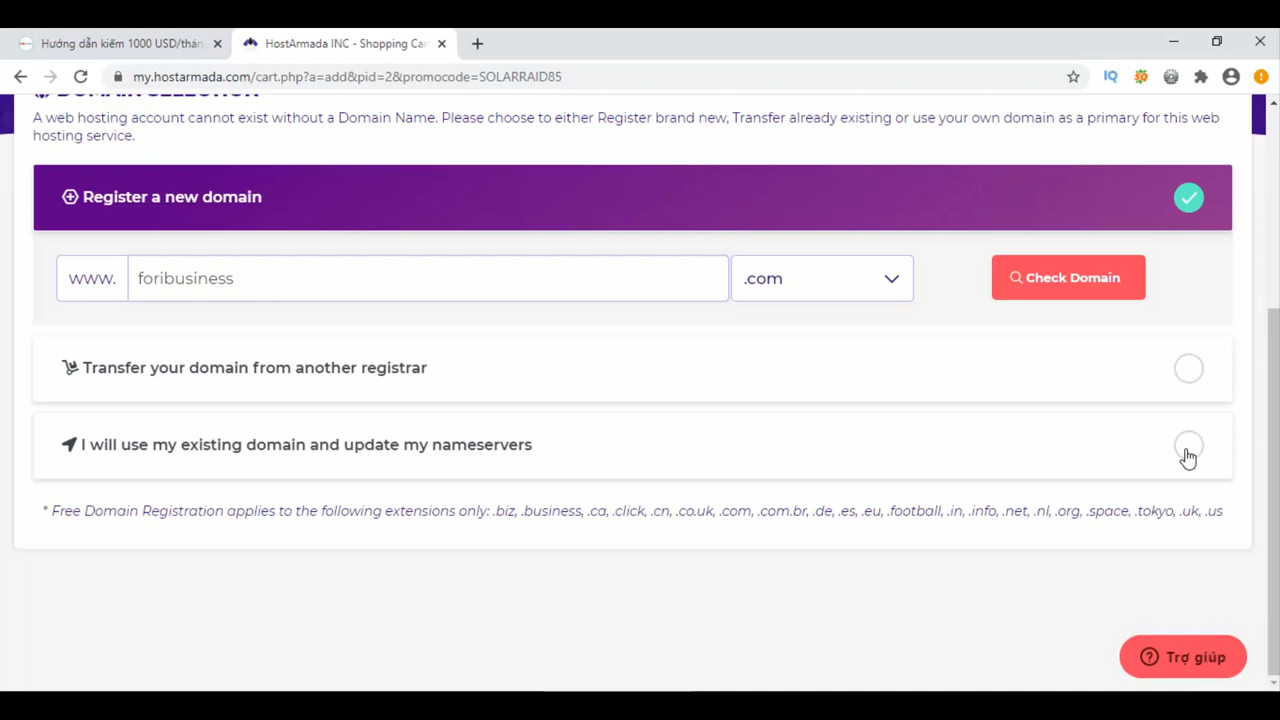 Hướng dẫn kiếm 1000 USD/thán
HostArmada INC - Shopping Car
my.hostarmada.com/cart.php?a=add&pid=2&promocode=SOLARRAID85
IQ
DOMAIN SELECTION
A web hosting account cannot exist without a Domain Name. Please choose to either Register brand new, Transfer already existing or use your own domain as a primary for this web
hosting service.
Register a new domain
www. foribusiness .com Check Domain
Transfer your domain from another registrar
I will use my existing domain and update my nameservers
* Free Domain Registration applies to the following extensions only: .biz, .business, .ca, .click, .cn, .co.uk, .com, .com.br, .de, .es, .eu, .football, .in, .info, .net, .nl, .org, .space, .tokyo, .uk, .us
Trợ giúp